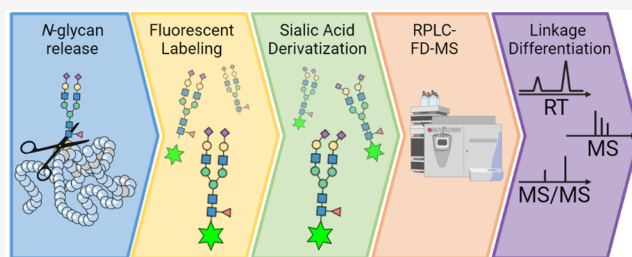 N-glycan
release
Fluorescent
Labeling
Sialic Acid
Derivatization
RPLC-
FD-MS
Linkage
Differentiation
RT
MS
MS/MS